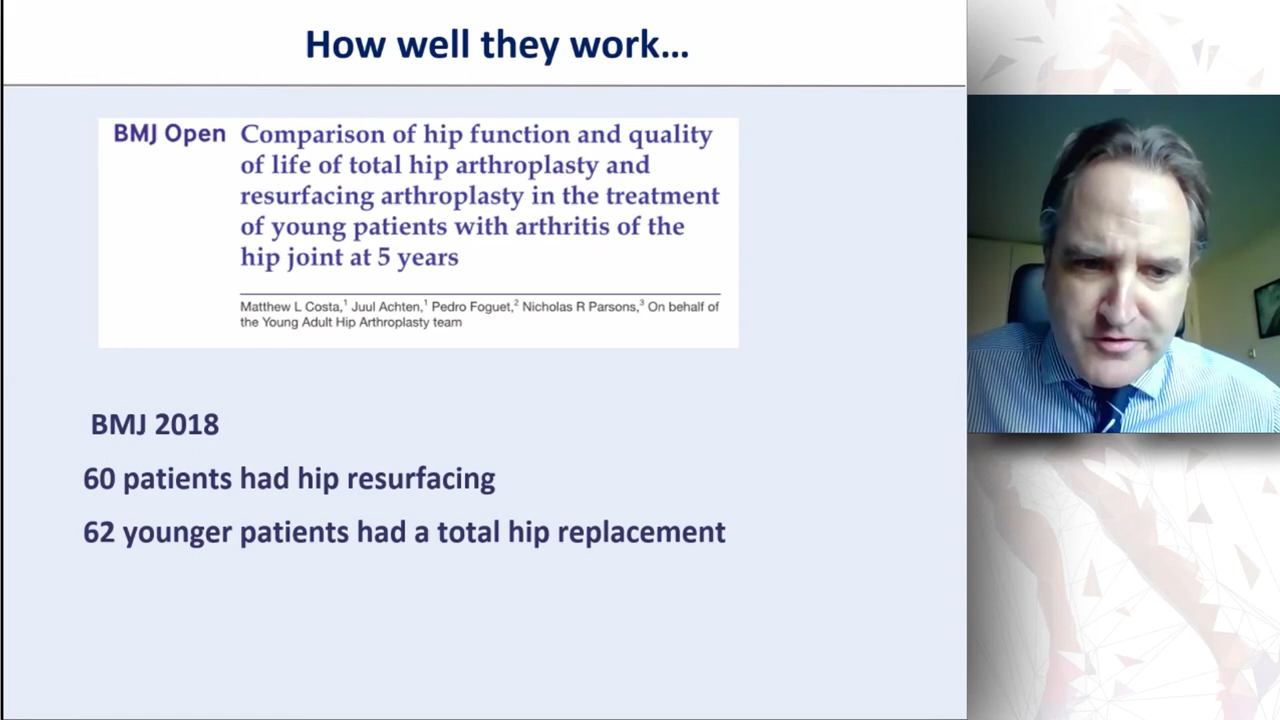 How well they work...
BMJ Open Comparison of hip function and quality
of life of total hip arthroplasty and
resurfacing arthroplasty in the treatment
of young patients with arthritis of the
hip joint at 5 years
Matthew L Costa,¹ Juul Achten,¹ Pedro Foguet,² Nicholas R Parsons,³ On behalf of
the Young Adult Hip Arthroplasty team
BMJ 2018
60 patients had hip resurfacing
62 younger patients had a total hip replacement